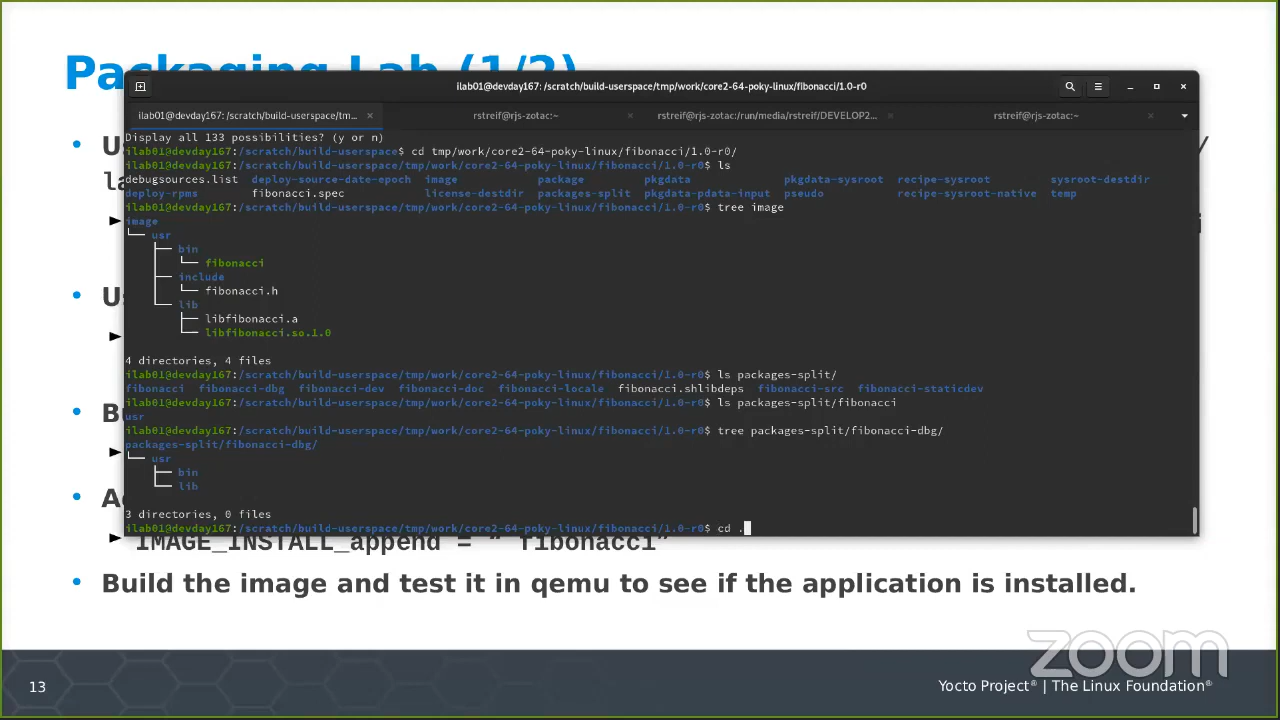 Packaging Lab (1/2)
ilab01@devday167: /scratch/build-userspace/tmp/work/core2-64-poky-linux/fibonacci/1.0-r0
ilab01@devday167: /scratch/build-userspace/tm... × rstreif@rjs-zotac:~ × rstreif@rjs-zotac:/run/media/rstreif/DEVELOP2... × rstreif@rjs-zotac:~ ×
Display all 133 possibilities? (y or n)
ilab01@devday167:/scratch/build-userspace$ cd tmp/work/core2-64-poky-linux/fibonacci/1.0-r0/
ilab01@devday167:/scratch/build-userspace/tmp/work/core2-64-poky-linux/fibonacci/1.0-r0$ ls
debugsources.list deploy-source-date-epoch image package pkgdata pkgdata-sysroot recipe-sysroot sysroot-destdir
deploy-rpms fibonacci.spec license-destdir packages-split pkgdata-pdata-input pseudo recipe-sysroot-native temp
ilab01@devday167:/scratch/build-userspace/tmp/work/core2-64-poky-linux/fibonacci/1.0-r0$ tree image
image
└── usr
├── bin
│ └── fibonacci
├── include
│ └── fibonacci.h
└── lib
├── libfibonacci.a
└── libfibonacci.so.1.0
4 directories, 4 files
ilab01@devday167:/scratch/build-userspace/tmp/work/core2-64-poky-linux/fibonacci/1.0-r0$ ls packages-split/
fibonacci fibonacci-dbg fibonacci-dev fibonacci-doc fibonacci-locale fibonacci.shlibdeps fibonacci-src fibonacci-staticdev
ilab01@devday167:/scratch/build-userspace/tmp/work/core2-64-poky-linux/fibonacci/1.0-r0$ ls packages-split/fibonacci
usr
ilab01@devday167:/scratch/build-userspace/tmp/work/core2-64-poky-linux/fibonacci/1.0-r0$ tree packages-split/fibonacci-dbg/
packages-split/fibonacci-dbg/
└── usr
├── bin
└── lib
3 directories, 0 files
ilab01@devday167:/scratch/build-userspace/tmp/work/core2-64-poky-linux/fibonacci/1.0-r0$ cd .
IMAGE_INSTALL_append = “ fibonacci”
• Build the image and test it in qemu to see if the application is installed.
zoom
13
Yocto Project® | The Linux Foundation®